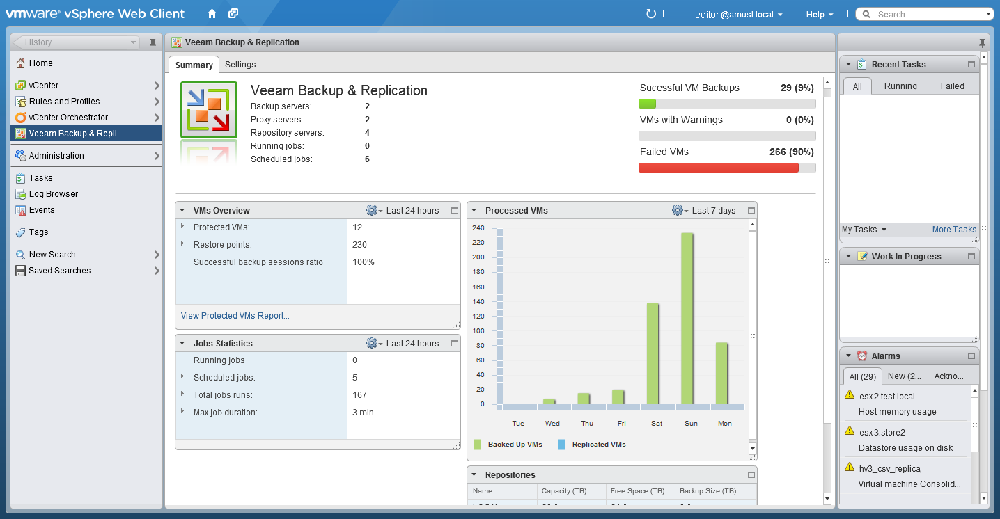 vmware® vSphere Web Client
editor@amust.local
Help
Search
History
Home
vCenter
Rules and Profiles
vCenter Orchestrator
Veeam Backup & Repli...
Administration
Tasks
Log Browser
Events
Tags
New Search
Saved Searches
Veeam Backup & Replication
Summary Settings
Veeam Backup & Replication
Backup servers: 2
Proxy servers: 2
Repository servers: 4
Running jobs: 0
Scheduled jobs: 6
Sucessful VM Backups 29 (9%)
VMs with Warnings 0 (0%)
Failed VMs 266 (90%)
VMs Overview Last 24 hours
Protected VMs: 12
Restore points: 230
Successful backup sessions ratio 100%
View Protected VMs Report...
Jobs Statistics Last 24 hours
Running jobs 0
Scheduled jobs: 5
Total jobs runs: 167
Max job duration: 3 min
Processed VMs Last 7 days
240
220
200
180
160
140
120
100
80
60
40
20
0
Tue Wed Thu Fri Sat Sun Mon
Backed Up VMs Replicated VMs
Repositories
Name Capacity (TB) Free Space (TB) Backup Size (TB)
Recent Tasks
All Running Failed
My Tasks More Tasks
Work In Progress
Alarms
All (29) New (2... Ackno...
esx2.test.local
Host memory usage
esx3:store2
Datastore usage on disk
hv3_csv_replica
Virtual machine Consolid...